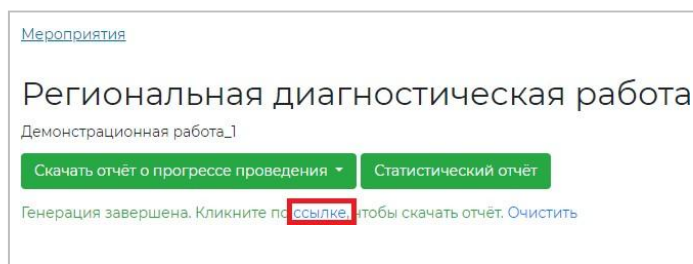 Мероприятия
Региональная диагностическая работа
Демонстрационная работа_1
Скачать отчёт о прогрессе проведения Статистический отчёт
Генерация завершена. Кликните по ссылке, чтобы скачать отчёт. Очистить